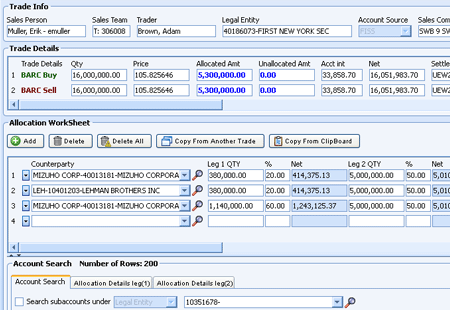 Trade Info
Sales Person Sales Team Trader Legal Entity Account Source Sales Com
Muller, Erik - emuller T: 306008 Brown, Adam 40186073-FIRST NEW YORK SEC PISS SWB 9 SW
Trade Details
Trade Details Qty Price Allocated Amt Unallocated Amt Acct int Net Settle
1 BARC Buy 16,000,000.00 105.825646 5,300,000.00 0.00 33,858.70 16,051,983.70 UEW2
2 BARC Sell 16,000,000.00 105.825646 5,300,000.00 0.00 33,858.70 16,051,983.70 UEW2
Allocation WorkSheet
Add Delete Delete All Copy From Another Trade Copy From ClipBoard
Counterparty Leg 1 QTY % Net Leg 2 QTY % Net
1 MIZUHO CORP-40013181-MIZUHO CORPORA 380,000.00 20.00 414,375.13 5,000,000.00 50.00 5,010
2 LEH-10401203-LEHMAN BROTHERS INC 380,000.00 20.00 414,375.13 5,000,000.00 50.00 5,010
3 MIZUHO CORP-40013181-MIZUHO CORPORA 1,140,000.00 60.00 1,243,125.37 5,000,000.00 50.00 5,010
4
Account Search Number of Rows: 200
Account Search Allocation Details leg(1) Allocation Details leg(2)
Search subaccounts under Legal Entity 10351678-